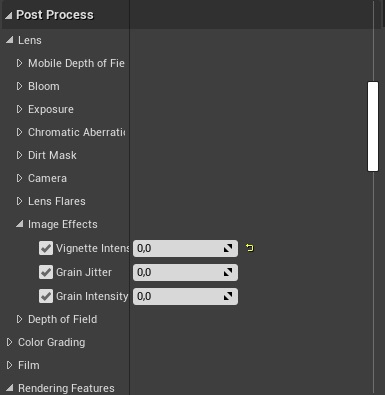 Post Process
Lens
Mobile Depth of Fie
Bloom
Exposure
Chromatic Aberratic
Dirt Mask
Camera
Lens Flares
Image Effects
Vignette Intens 0,0
Grain Jitter 0,0
Grain Intensity 0,0
Depth of Field
Color Grading
Film
Rendering Features